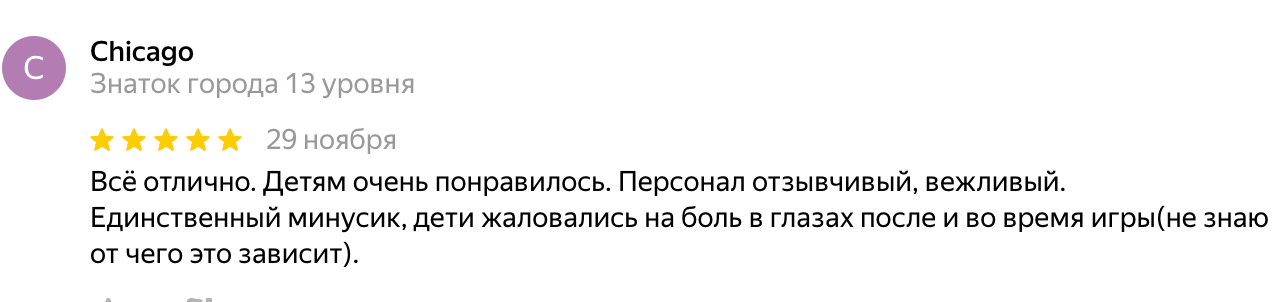 C
Chicago
Знаток города 13 уровня
29 ноября
Всё отлично. Детям очень понравилось. Персонал отзывчивый, вежливый.
Единственный минусик, дети жаловались на боль в глазах после и во время игры(не знаю
от чего это зависит).